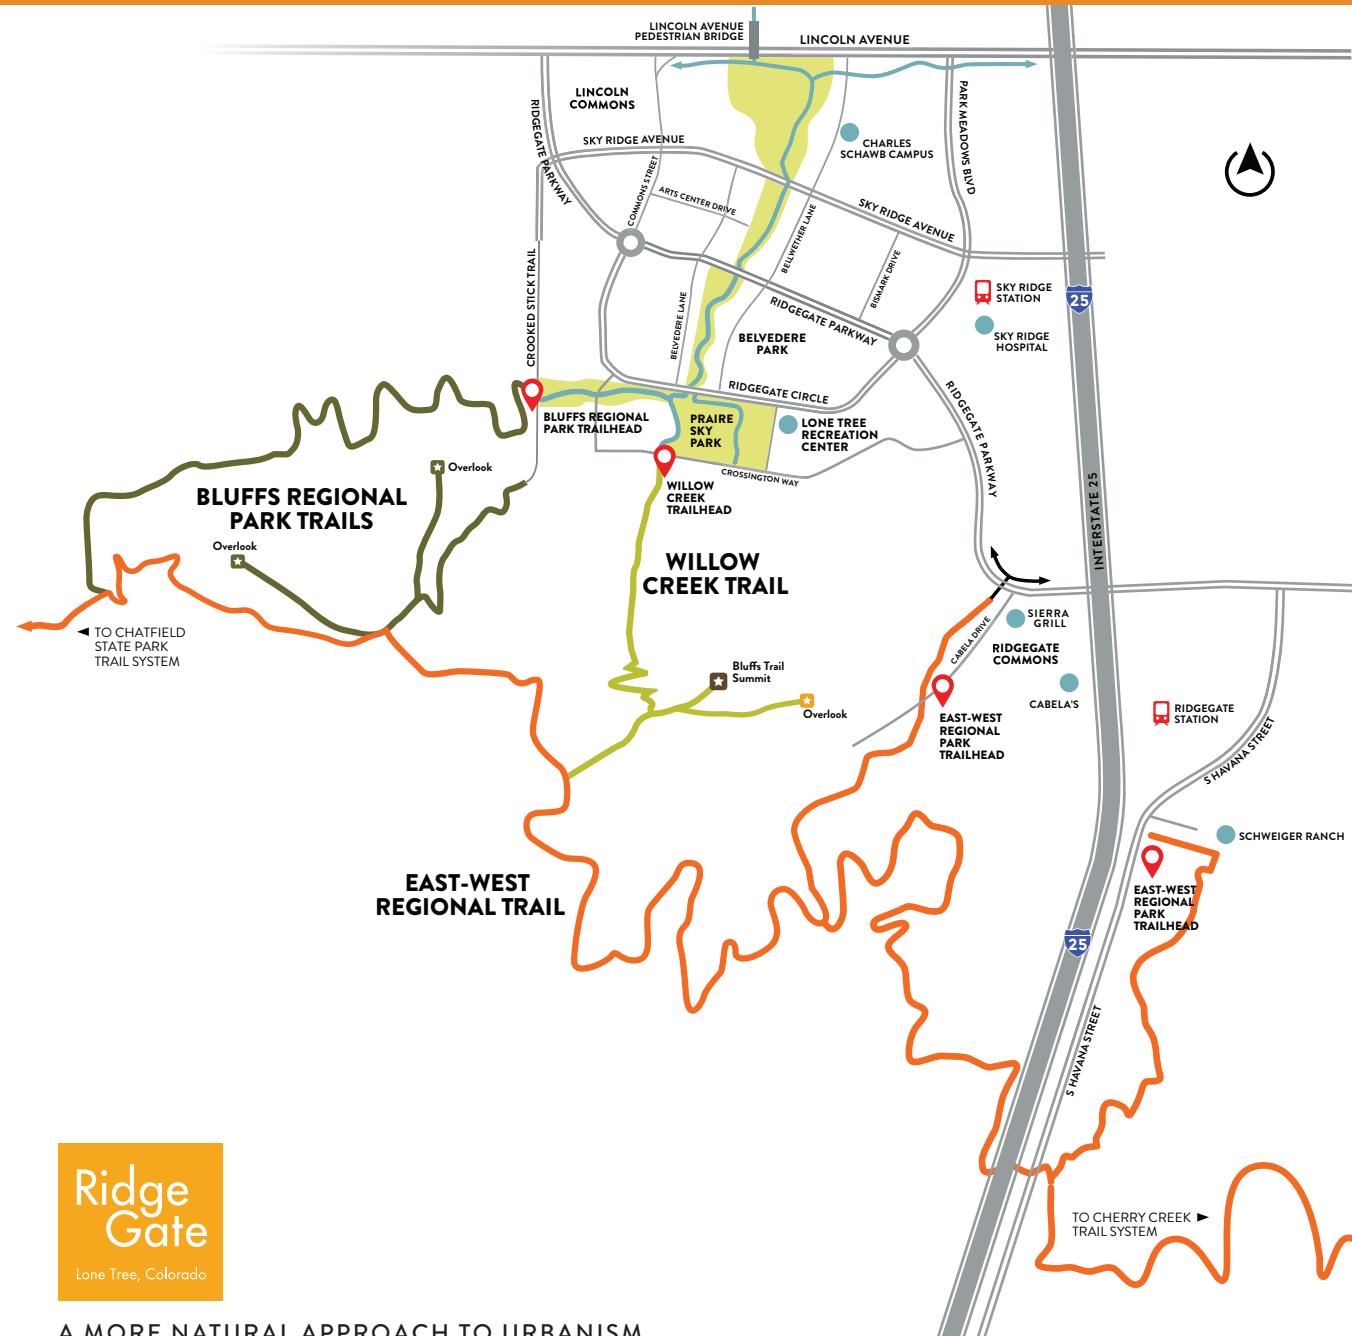 LINCOLN AVENUE
PEDESTRIAN BRIDGE
LINCOLN AVENUE
LINCOLN
COMMONS
RIDGEGATE PARKWAY
SKY RIDGE AVENUE
COMMONS STREET
ARTS CENTER DRIVE
CHARLES
SCHAWB CAMPUS
PARK MEADOWS BLVD
SKY RIDGE AVENUE
BELLWETHER LANE
BISMARK DRIVE
CROOKED STICK TRAIL
BELVEDERE LANE
RIDGEGATE PARKWAY
BELVEDERE
PARK
SKY RIDGE
STATION
25
SKY RIDGE
HOSPITAL
RIDGEGATE CIRCLE
RIDGEGATE PARKWAY
BLUFFS REGIONAL
PARK TRAILHEAD
PRAIRE
SKY
PARK
LONE TREE
RECREATION
CENTER
CROSSINGTON WAY
Overlook
BLUFFS REGIONAL
PARK TRAILS
Overlook
WILLOW
CREEK
TRAILHEAD
WILLOW
CREEK TRAIL
INTERSTATE 25
TO CHATFIELD
STATE PARK
TRAIL SYSTEM
SIERRA
GRILL
CABELA DRIVE
RIDGEGATE
COMMONS
Bluffs Trail
Summit
Overlook
CABELA'S
EAST-WEST
REGIONAL
PARK
TRAILHEAD
RIDGEGATE
STATION
S HAVANA STREET
SCHWEIGER RANCH
EAST-WEST
REGIONAL TRAIL
EAST-WEST
REGIONAL
PARK
TRAILHEAD
25
S HAVANA STREET
TO CHERRY CREEK
TRAIL SYSTEM
Ridge
Gate
Lone Tree, Colorado
A MORE NATURAL APPROACH TO URBANISM